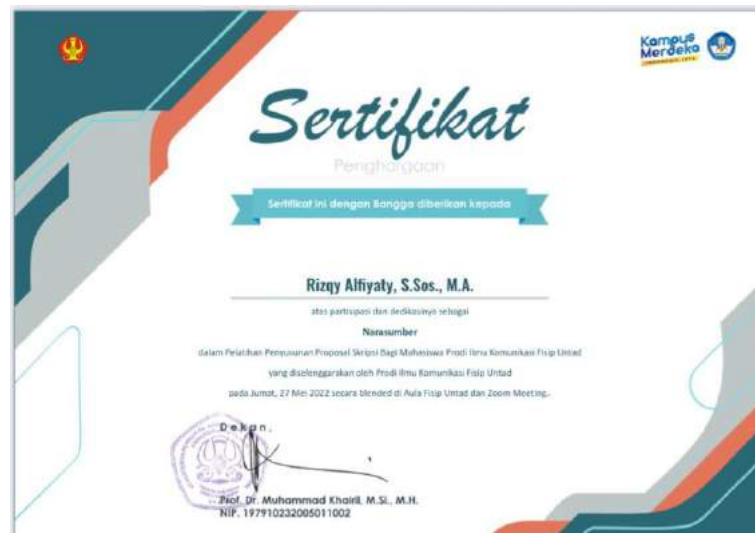 Kampus
Merdeka
INDONESIA JAYA
Sertifikat
Penghargaan
Sertifikat ini dengan Bangga diberikan kepada
Rizqy Alfiyaty, S.Sos., M.A.
atas partisipasi dan dedikasinya sebagai
Narasumber
dalam Pelatihan Penyusunan Proposal Skripsi Bagi Mahasiswa Prodi Ilmu Komunikasi Fisip Untad
yang diselenggarakan oleh Prodi Ilmu Komunikasi Fisip Untad
pada Jumat, 27 Mei 2022 secara blended di Aula Fisip Untad dan Zoom Meeting.
Dekan,
Prof. Dr. Muhammad Khairil, M.Si., M.H.
NIP. 197910232005011002